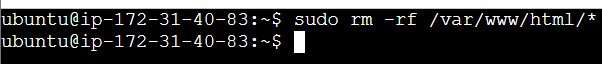 ubuntu@ip-172-31-40-83:~$ sudo rm -rf /var/www/html/*
ubuntu@ip-172-31-40-83:~$